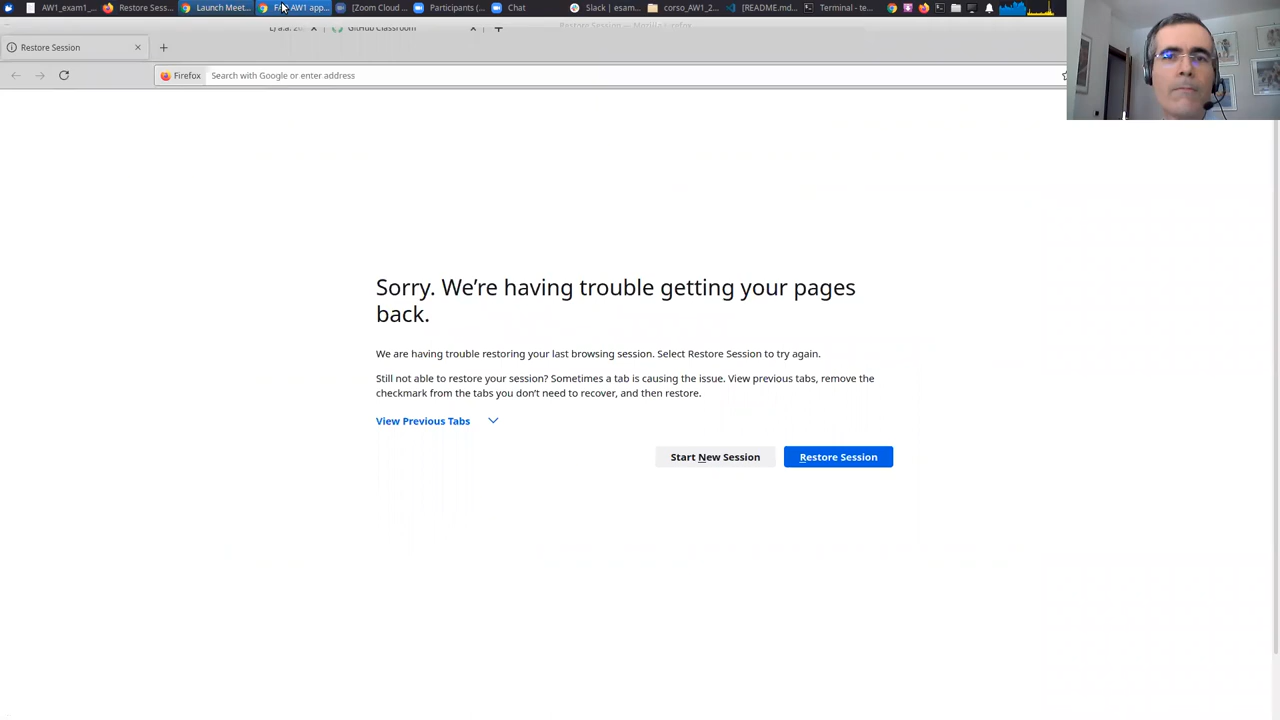 AW1_exam1_...
Restore Sess...
Launch Meet...
AW1 app...
[Zoom Cloud ...
Participants (...
Chat
Slack | esam...
corso_AW1_2...
[README.md...
Terminal - te...
GitHub Classroom
Restore Session
Firefox
Search with Google or enter address
Sorry. We’re having trouble getting your pages
back.
We are having trouble restoring your last browsing session. Select Restore Session to try again.
Still not able to restore your session? Sometimes a tab is causing the issue. View previous tabs, remove the
checkmark from the tabs you don’t need to recover, and then restore.
View Previous Tabs
Start New Session
Restore Session